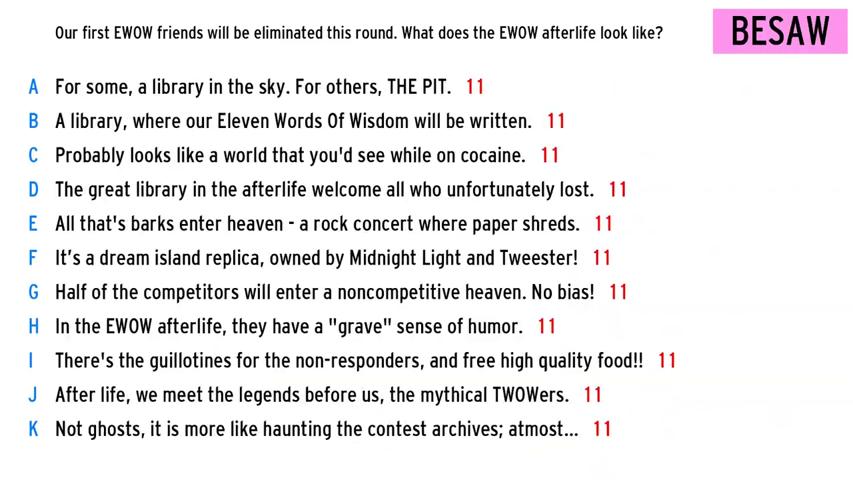 Our first EWOW friends will be eliminated this round. What does the EWOW afterlife look like?
BESAW
A For some, a library in the sky. For others, THE PIT. 11
B A library, where our Eleven Words Of Wisdom will be written. 11
C Probably looks like a world that you'd see while on cocaine. 11
D The great library in the afterlife welcome all who unfortunately lost. 11
E All that's barks enter heaven - a rock concert where paper shreds. 11
F It’s a dream island replica, owned by Midnight Light and Tweester! 11
G Half of the competitors will enter a noncompetitive heaven. No bias! 11
H In the EWOW afterlife, they have a "grave" sense of humor. 11
I There's the guillotines for the non-responders, and free high quality food!! 11
J After life, we meet the legends before us, the mythical TWOWers. 11
K Not ghosts, it is more like haunting the contest archives; atmost... 11